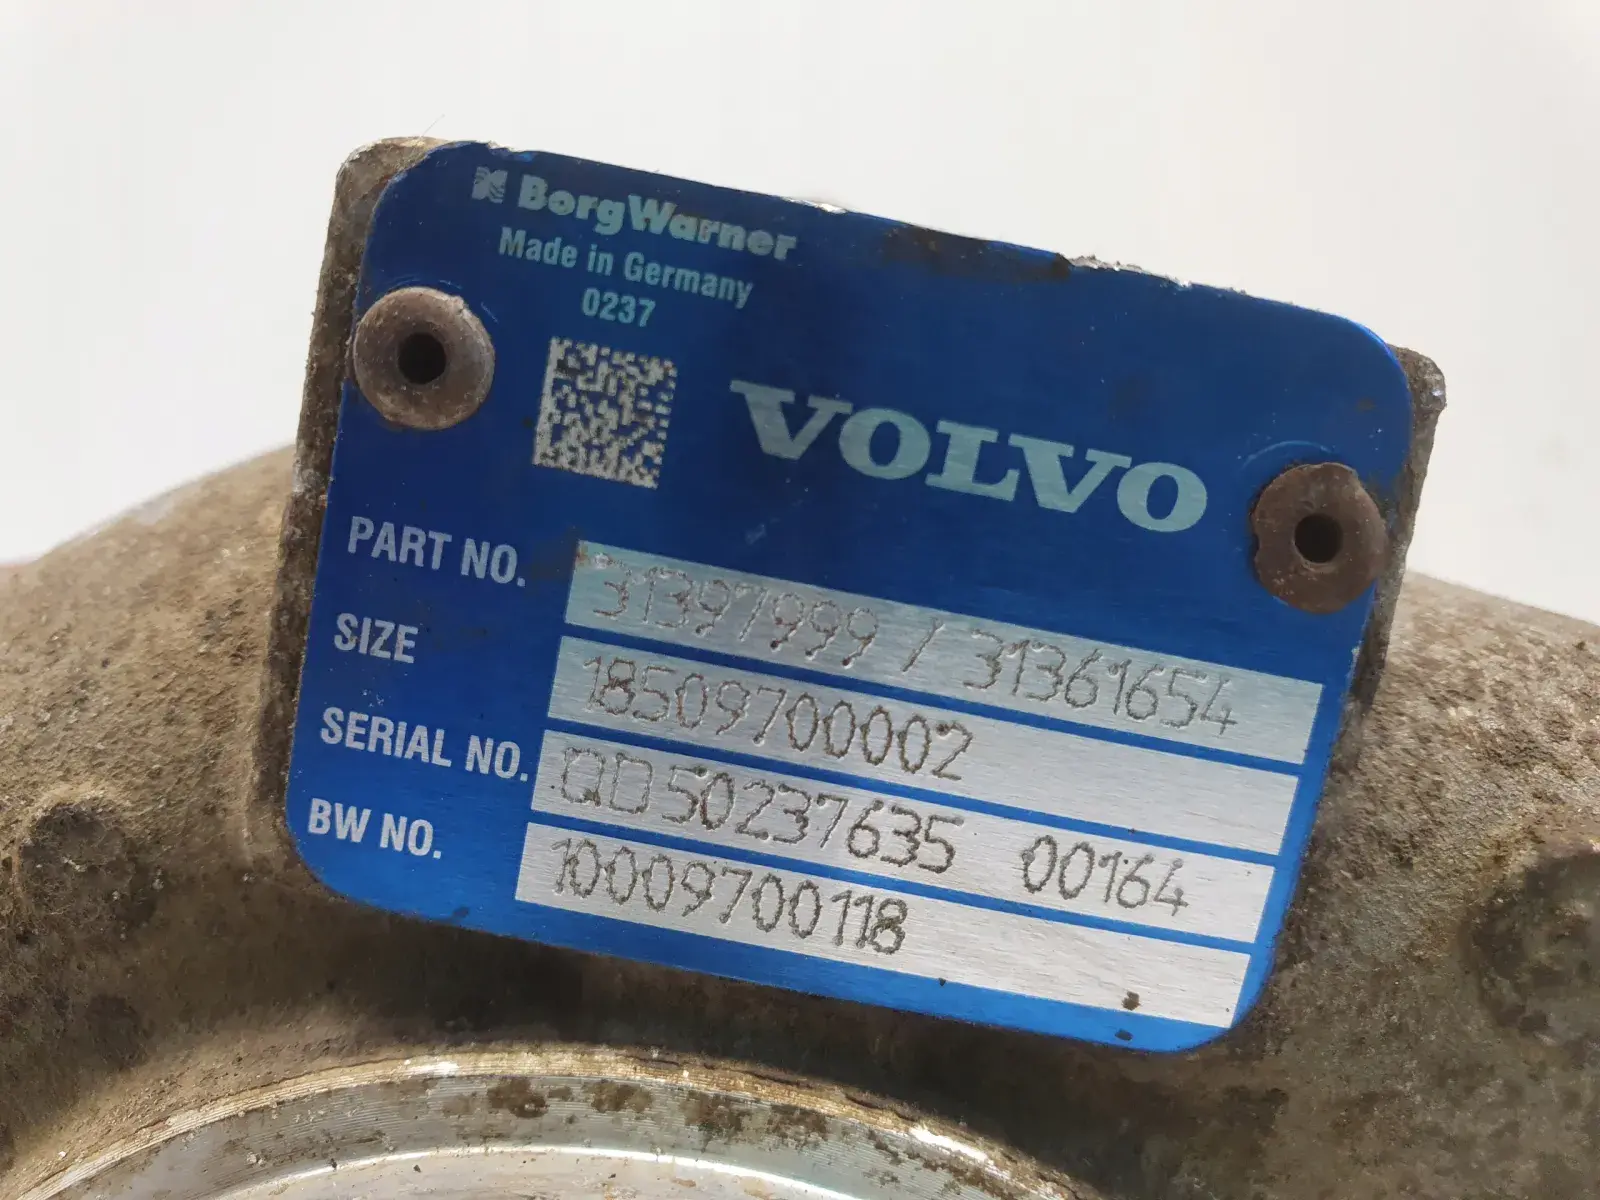 BorgWarner
Made in Germany
0237
VOLVO
PART NO. 31397999 / 31361654
SIZE 18509700002
SERIAL NO. QD50237635 00164
BW NO. 10009700118